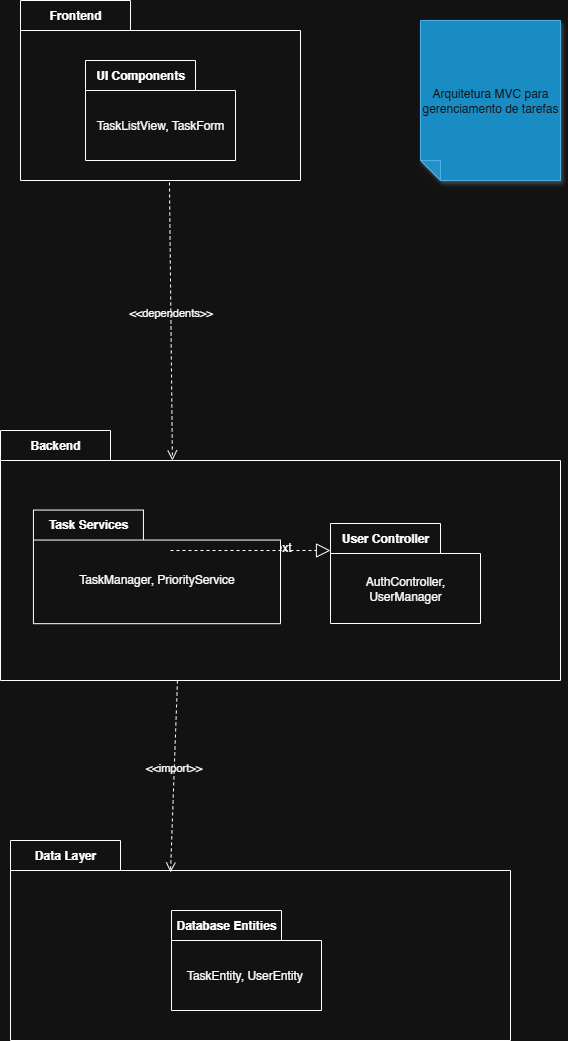 Frontend
UI Components
TaskListView, TaskForm
Arquitetura MVC para
gerenciamento de tarefas
<<dependents>>
Backend
Task Services
TaskManager, PriorityService
xt
User Controller
AuthController,
UserManager
<<import>>
Data Layer
Database Entities
TaskEntity, UserEntity